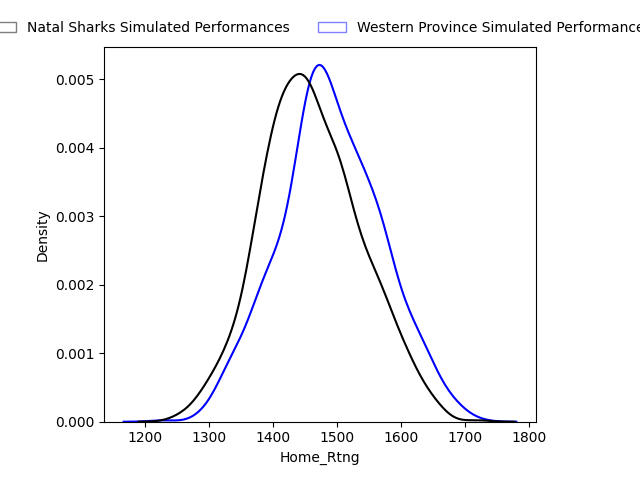 Natal Sharks Simulated Performances
Western Province Simulated Performance
0.005
0.004
0.003
0.002
0.001
0.000
Density
1200 1300 1400 1500 1600 1700 1800
Home_Rtng